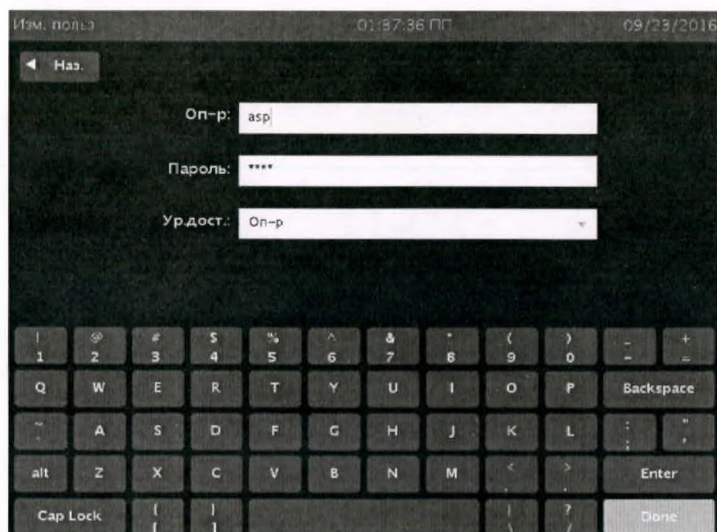 Изм. польз 01:37:36 ПП 09/23/2016
Наз.
Оп-р: asp
Пароль: ****
Ур.дост.: Оп-р
! @ # $ % ^ & * ( ) _ +
1 2 3 4 5 6 7 8 9 0 - =
Q W E R T Y U I O P Backspace
~ A S D F G H J K L : "
; '
alt Z X C V B N M < > Enter
Cap Lock { } | ? Done
[ ]